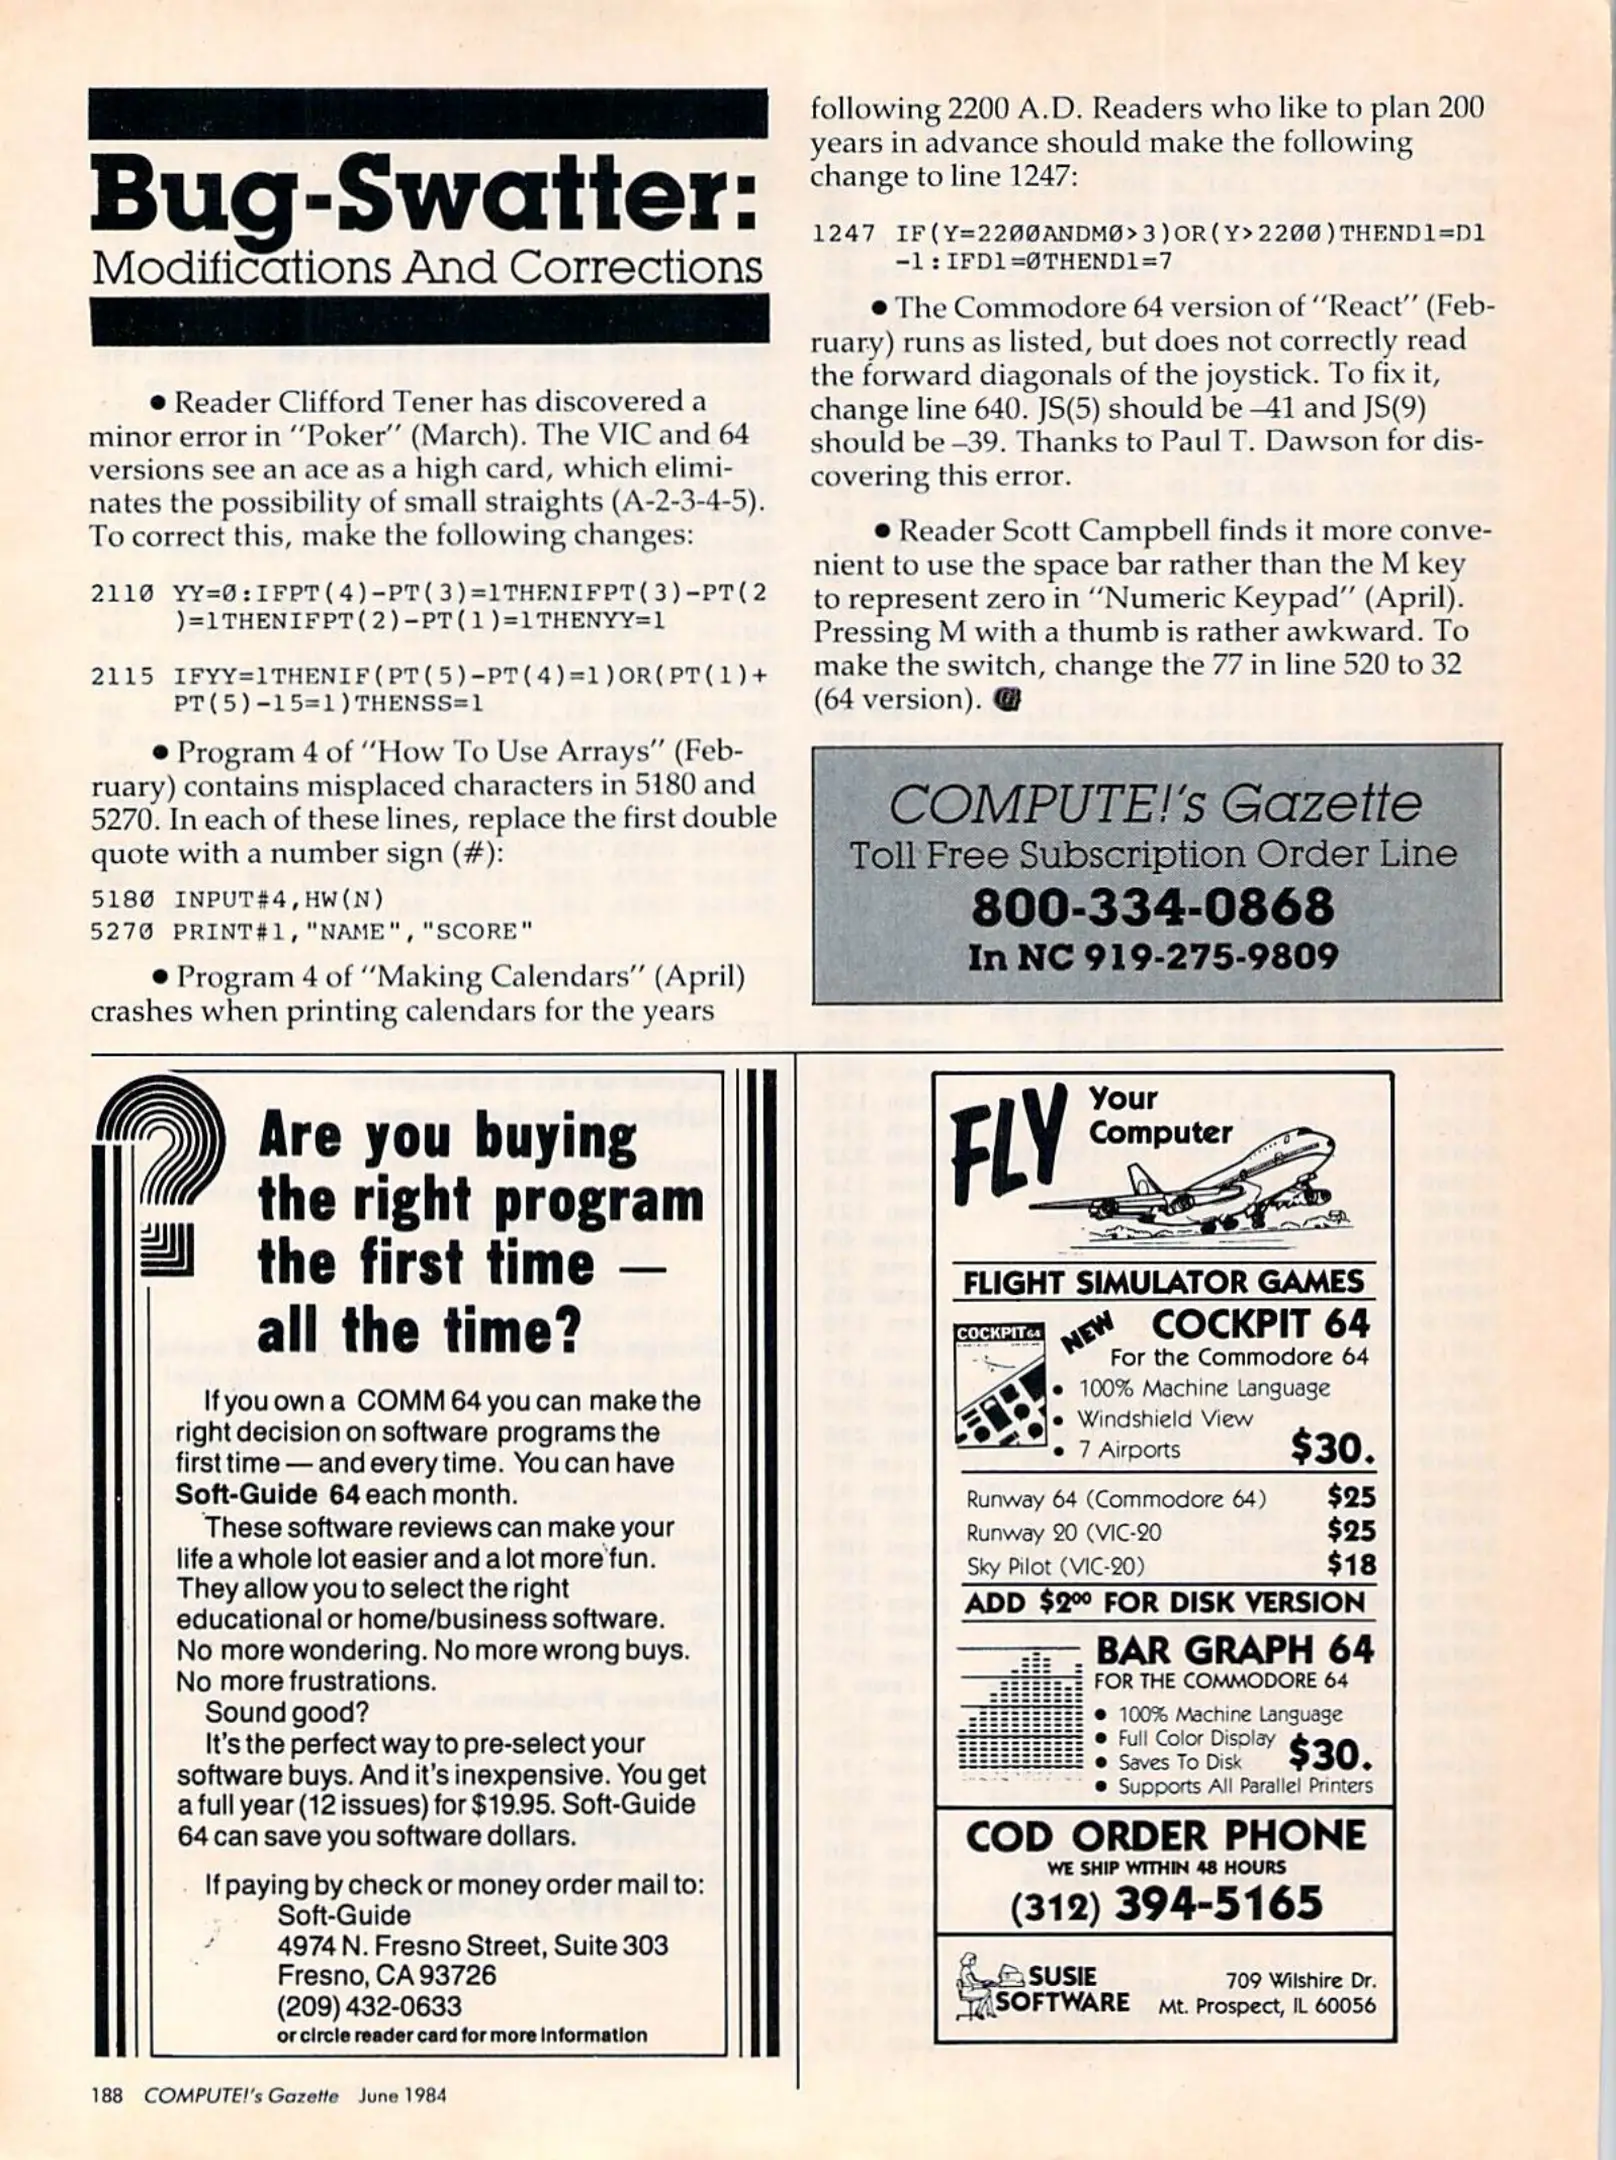 Bug-Swatter:
Modifications And Corrections
● Reader Clifford Tener has discovered a
minor error in "Poker" (March). The VIC and 64
versions see an ace as a high card, which elimi-
nates the possibility of small straights (A-2-3-4-5).
To correct this, make the following changes:
2110 YY=0:IFPT(4)-PT(3)=1THENIFPT(3)-PT(2
)=1THENIFPT(2)-PT(1)=1THENYY=1
2115 IFYY=1THENIF(PT(5)-PT(4)=1)OR(PT(1)+
PT(5)-15=1)THENSS=1
● Program 4 of "How To Use Arrays" (Feb-
ruary) contains misplaced characters in 5180 and
5270. In each of these lines, replace the first double
quote with a number sign (#):
5180 INPUT#4,HW(N)
5270 PRINT#1,"NAME","SCORE"
● Program 4 of "Making Calendars" (April)
crashes when printing calendars for the years
following 2200 A.D. Readers who like to plan 200
years in advance should make the following
change to line 1247:
1247 IF(Y=2200ANDM0>3)OR(Y>2200)THEND1=D1
-1:IFD1=0THEND1=7
● The Commodore 64 version of "React" (Feb-
ruary) runs as listed, but does not correctly read
the forward diagonals of the joystick. To fix it,
change line 640. JS(5) should be –41 and JS(9)
should be –39. Thanks to Paul T. Dawson for dis-
covering this error.
● Reader Scott Campbell finds it more conve-
nient to use the space bar rather than the M key
to represent zero in "Numeric Keypad" (April).
Pressing M with a thumb is rather awkward. To
make the switch, change the 77 in line 520 to 32
(64 version).
COMPUTE!'s Gazette
Toll Free Subscription Order Line
800-334-0868
In NC 919-275-9809
Are you buying
the right program
the first time —
all the time?
If you own a COMM 64 you can make the
right decision on software programs the
first time — and every time. You can have
Soft-Guide 64 each month.
These software reviews can make your
life a whole lot easier and a lot more fun.
They allow you to select the right
educational or home/business software.
No more wondering. No more wrong buys.
No more frustrations.
Sound good?
It's the perfect way to pre-select your
software buys. And it's inexpensive. You get
a full year (12 issues) for $19.95. Soft-Guide
64 can save you software dollars.
If paying by check or money order mail to:
Soft-Guide
4974 N. Fresno Street, Suite 303
Fresno, CA 93726
(209) 432-0633
or circle reader card for more information
FLY Your
Computer
FLIGHT SIMULATOR GAMES
COCKPIT 64
NEW COCKPIT 64
For the Commodore 64
• 100% Machine Language
• Windshield View
• 7 Airports $30.
Runway 64 (Commodore 64) $25
Runway 20 (VIC-20 $25
Sky Pilot (VIC-20) $18
ADD $2⁰⁰ FOR DISK VERSION
BAR GRAPH 64
FOR THE COMMODORE 64
● 100% Machine Language
● Full Color Display
● Saves To Disk $30.
● Supports All Parallel Printers
COD ORDER PHONE
WE SHIP WITHIN 48 HOURS
(312) 394-5165
SUSIE
SOFTWARE
709 Wilshire Dr.
Mt. Prospect, IL 60056
188 COMPUTE!'s Gazette June 1984